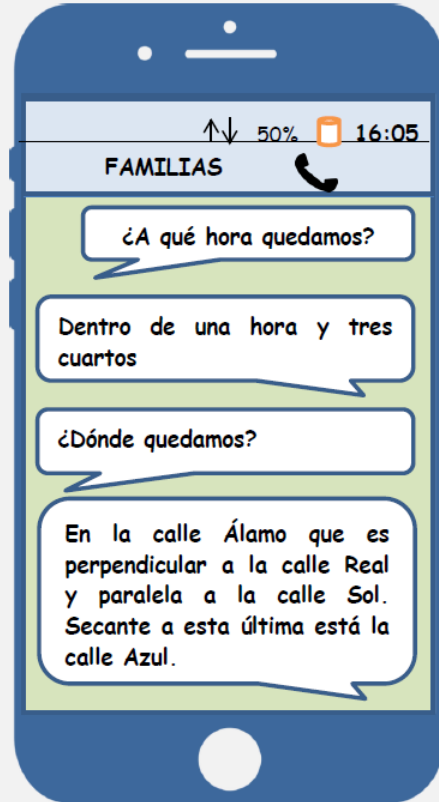 50% 16:05
FAMILIAS
¿A qué hora quedamos?
Dentro de una hora y tres
cuartos
¿Dónde quedamos?
En la calle Álamo que es
perpendicular a la calle Real
y paralela a la calle Sol.
Secante a esta última está la
calle Azul.